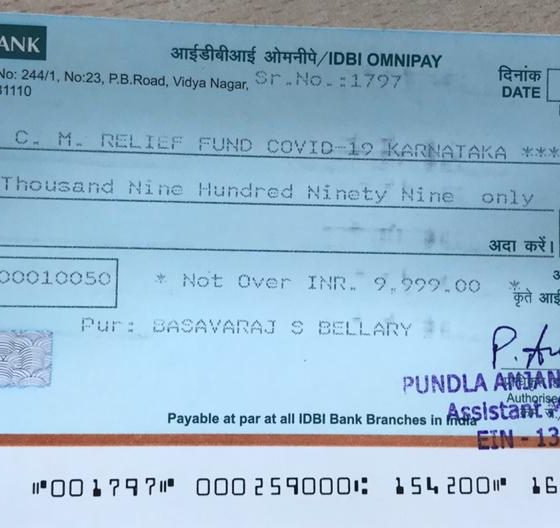 ANK
आईडीबीआई ओमनीपे/IDBI OMNIPAY
No: 244/1, No:23, P.B.Road, Vidya Nagar, Sr.No.:1797
31110
दिनांक
DATE
C. M. RELIEF FUND COVID-19 KARNATAKA ***
Thousand Nine Hundred Ninety Nine only
अदा करें।
00010050
* Not Over INR. 9,999.00 *
कृते आई
Pur: BASAVARAJ S BELLARY
PUNDLA ANJAN
Authorise
Assistant
Payable at par at all IDBI Bank Branches in India
EIN - 13
⑈001797⑈ 000259000⑆ 154200⑈ 16